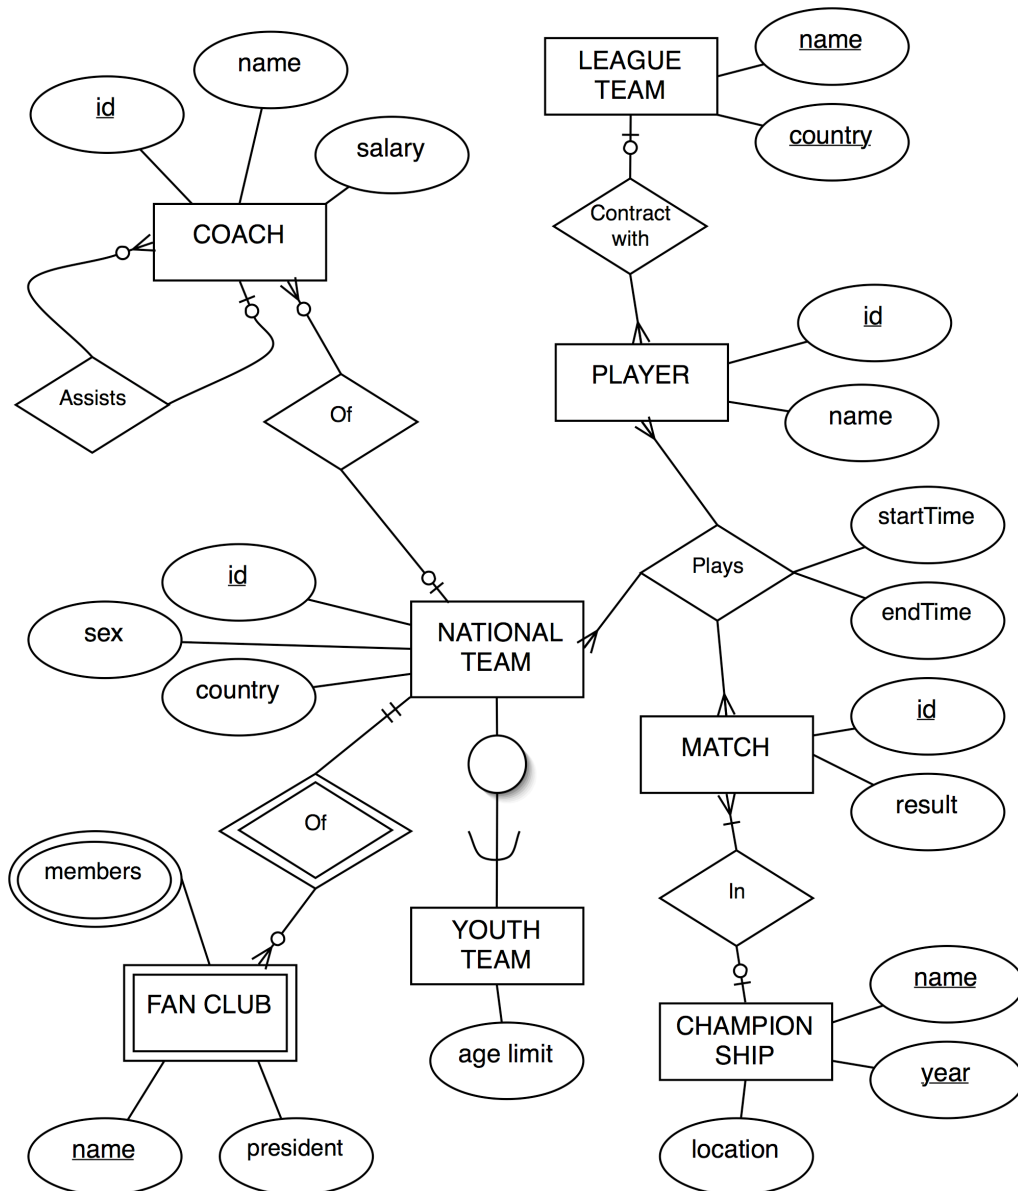 name
id
salary
COACH
Assists
Of
LEAGUE
TEAM
name
country
Contract
with
PLAYER
id
name
Plays
startTime
endTime
id
sex
country
NATIONAL
TEAM
MATCH
id
result
Of
members
FAN CLUB
name
president
YOUTH
TEAM
age limit
In
CHAMPION
SHIP
name
year
location